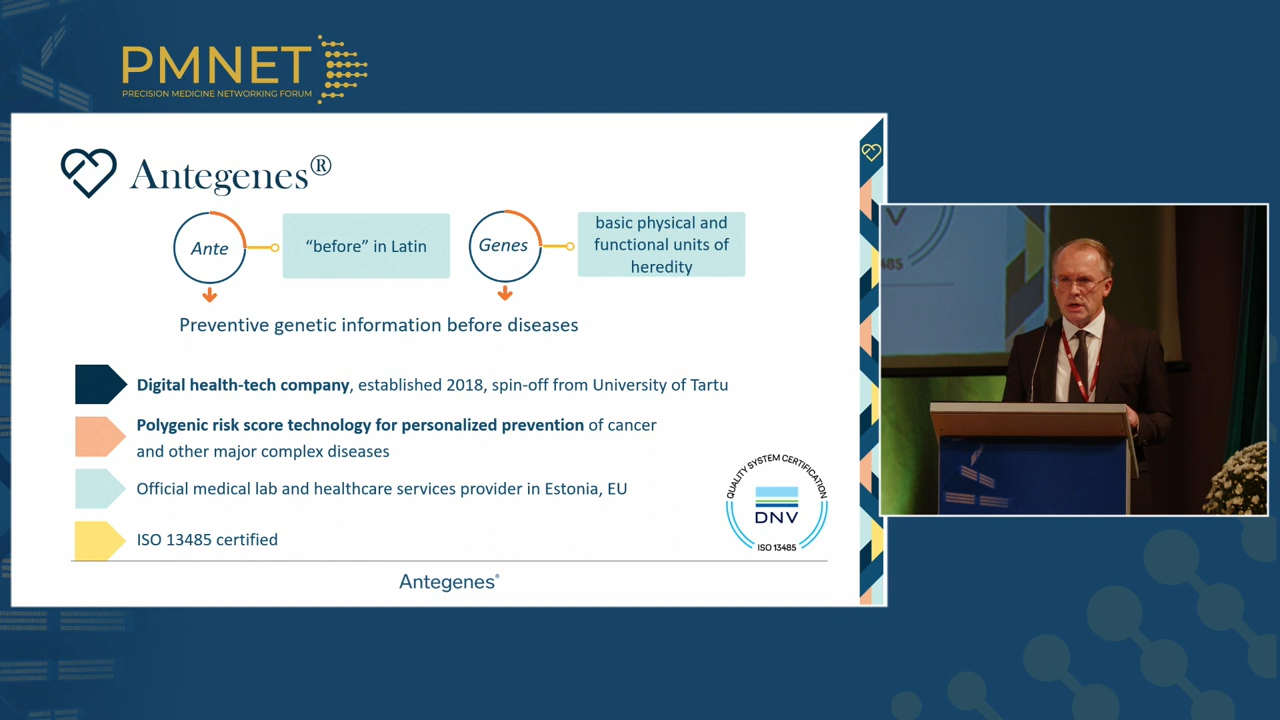 PMNET
PRECISION MEDICINE NETWORKING FORUM
Antegenes®
Ante
“before” in Latin
Genes
basic physical and
functional units of
heredity
Preventive genetic information before diseases
Digital health-tech company, established 2018, spin-off from University of Tartu
Polygenic risk score technology for personalized prevention of cancer
and other major complex diseases
Official medical lab and healthcare services provider in Estonia, EU
ISO 13485 certified
QUALITY SYSTEM CERTIFICATION
DNV
ISO 13485
Antegenes®
485